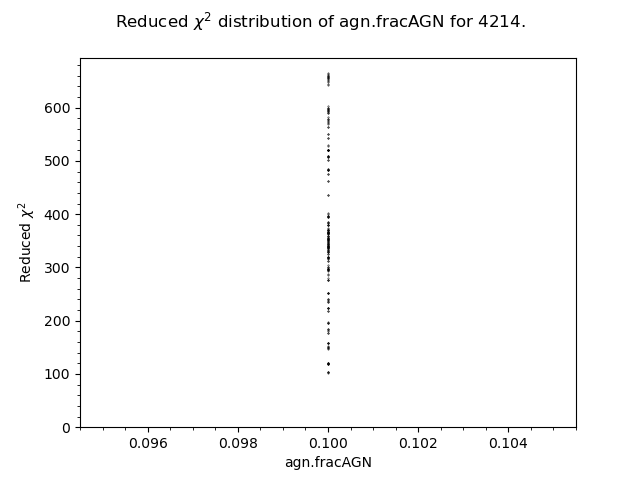 Reduced χ² distribution of agn.fracAGN for 4214.
600
500
400
300
200
100
0
Reduced χ²
0.096 0.098 0.100 0.102 0.104
agn.fracAGN